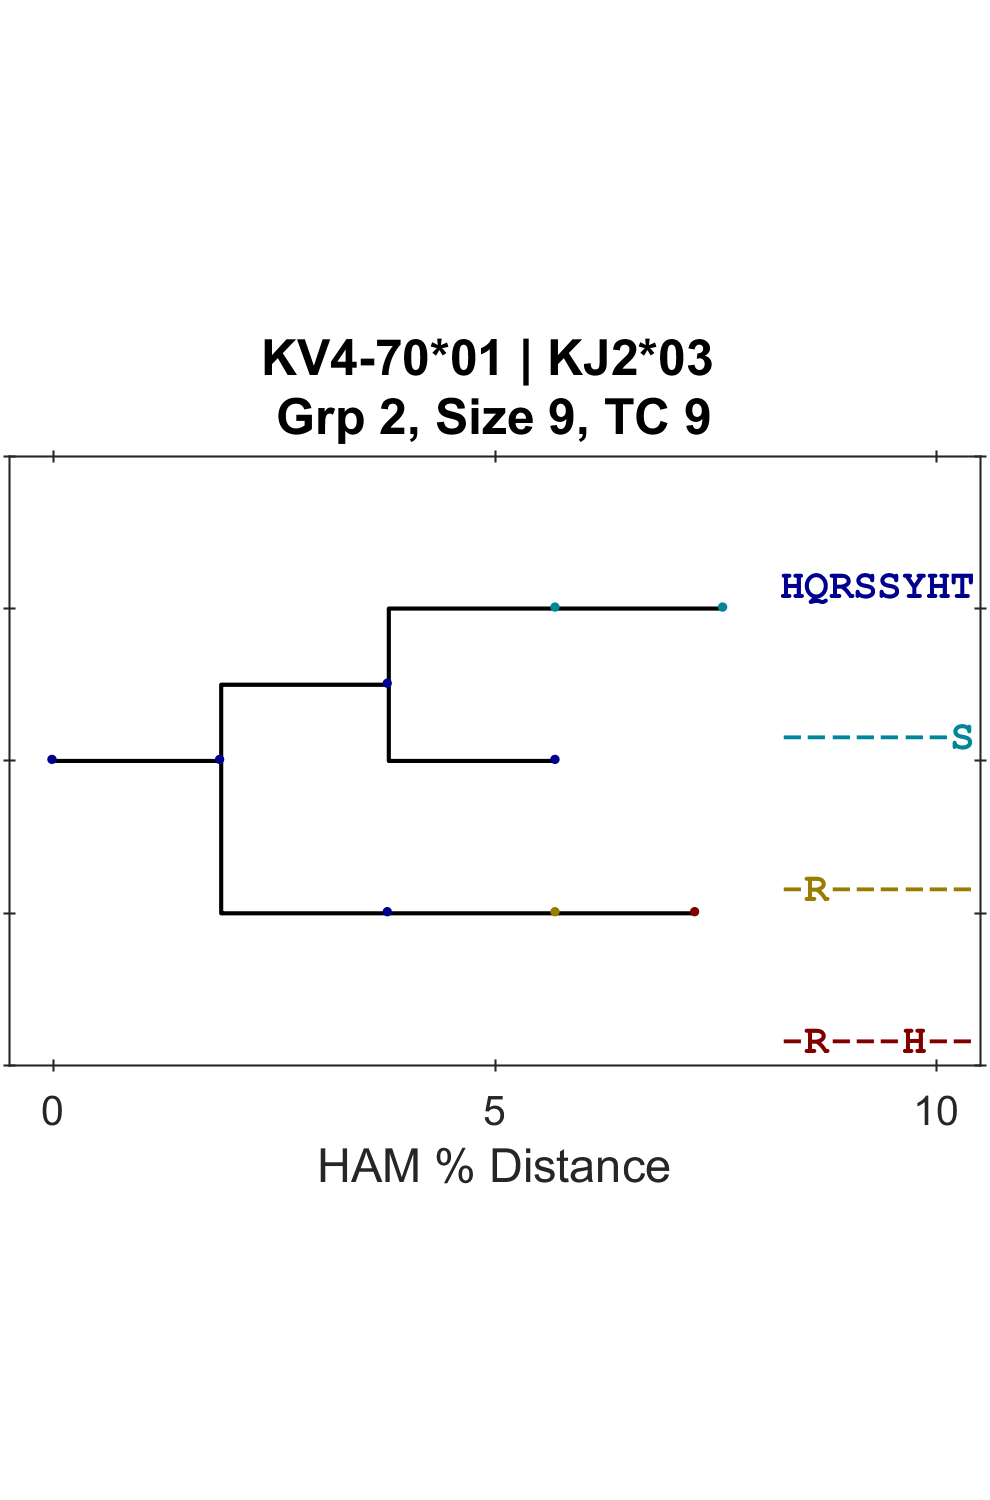 KV4-70*01 | KJ2*03
Grp 2, Size 9, TC 9
HQRSSYHT
-------S
-R------
-R---H--
0 5 10
HAM % Distance